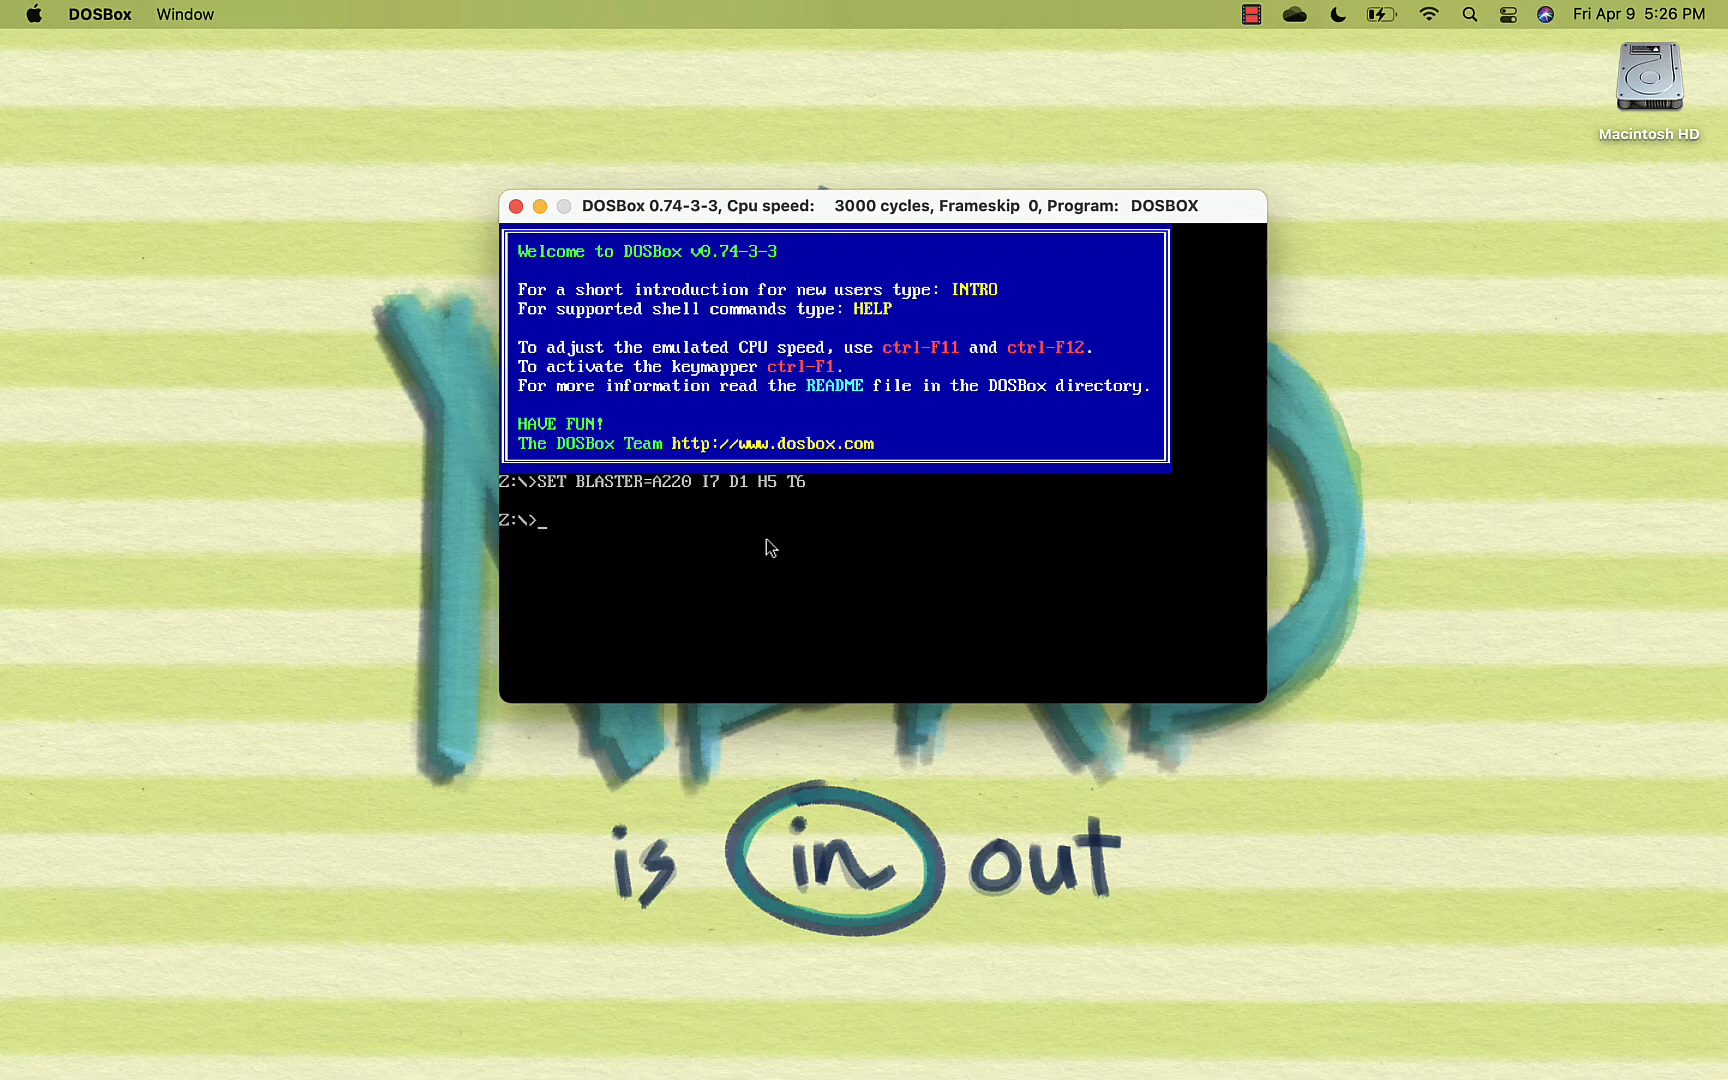 DOSBox Window Fri Apr 9 5:26 PM
Macintosh HD
DOSBox 0.74-3-3, Cpu speed: 3000 cycles, Frameskip 0, Program: DOSBOX
Welcome to DOSBox v0.74-3-3
For a short introduction for new users type: INTRO
For supported shell commands type: HELP
To adjust the emulated CPU speed, use ctrl-F11 and ctrl-F12.
To activate the keymapper ctrl-F1.
For more information read the README file in the DOSBox directory.
HAVE FUN!
The DOSBox Team http://www.dosbox.com
Z:\>SET BLASTER=A220 I7 D1 H5 T6
Z:\>_
is in out